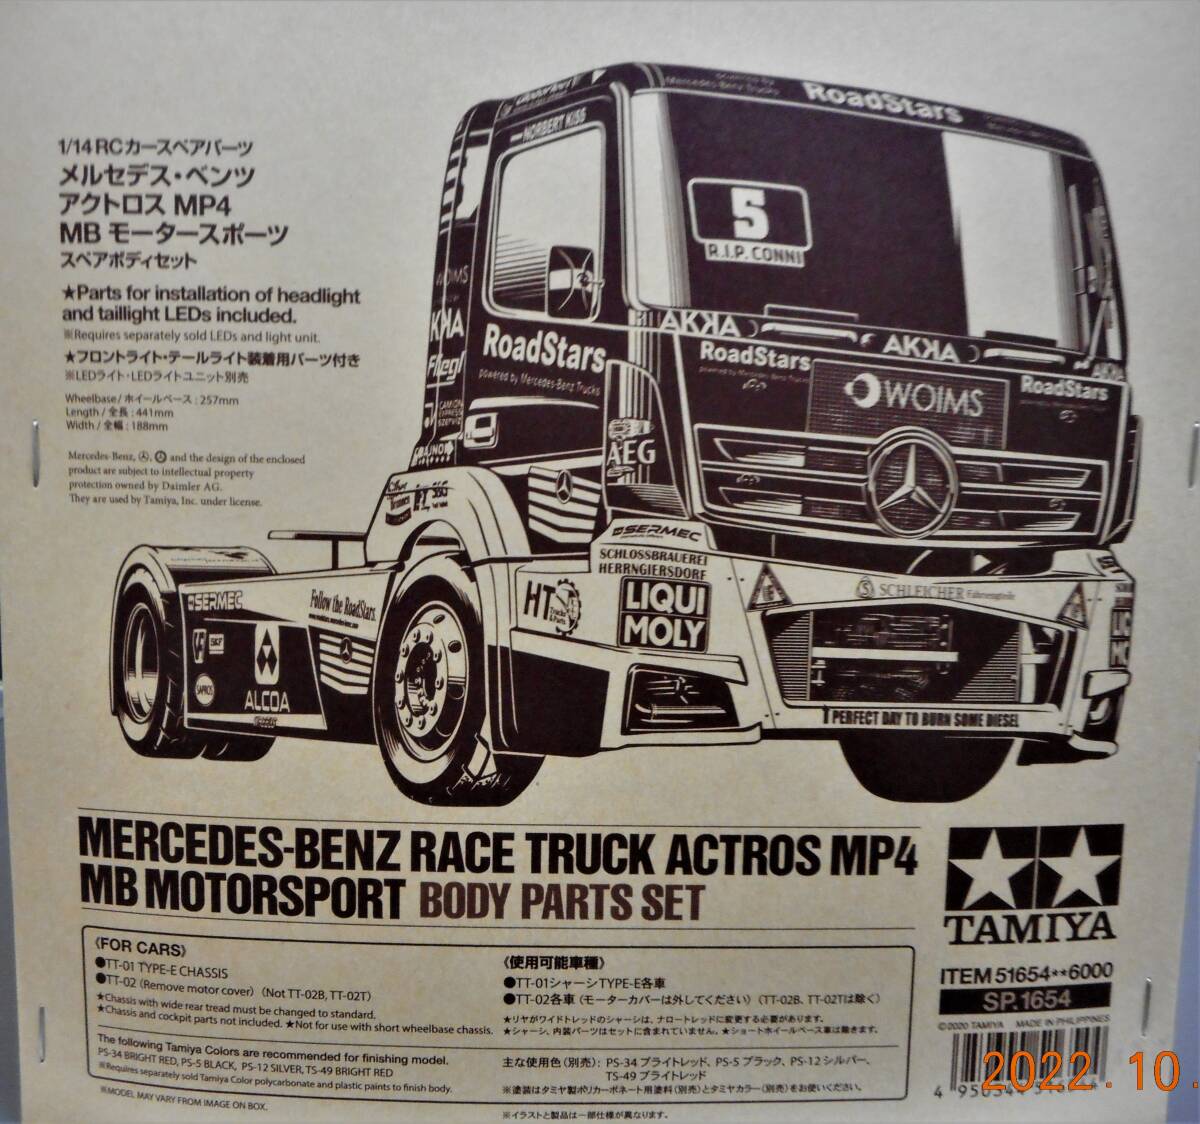 1/14 RCカースペアパーツ
メルセデス・ベンツ
アクトロス MP4
MB モータースポーツ
スペアボディセット
★Parts for installation of headlight
and taillight LEDs included.
※Requires separately sold LEDs and light unit.
★フロントライト・テールライト装着用パーツ付き
※LEDライト・LEDライトユニット別売
Wheelbase/ホイールベース : 257mm
Length / 全長 : 441mm
Width / 全幅 : 188mm
Mercedes-Benz, and the design of the enclosed
product are subject to intellectual property
protection owned by Daimler AG.
They are used by Tamiya, Inc. under license.
NORBERT KISS
Mercedes-Benz Trucks
RoadStars
5
R.I.P. CONNI
WOIMS
AKKA
Fliegl
RoadStars
powered by Mercedes-Benz Trucks
AKKA
AKKA
AKKA
RoadStars
powered by Mercedes-Benz Trucks
WOIMS
RoadStars
CAMION
EXPRESS
SZERVIZ
AEG
SERMEC
SCHLOSSBRAUEREI
HERRNGIERSDORF
LIQUI
MOLY
HT
Trucks
& Parts
S SCHLEICHER Fahrzeugteile
SERMEC
Follow the RoadStars.
SKF
ALCOA
PERFECT DAY TO BURN SOME DIESEL
MERCEDES-BENZ RACE TRUCK ACTROS MP4
MB MOTORSPORT BODY PARTS SET
TAMIYA
ITEM 51654**6000
SP.1654
©2020 TAMIYA MADE IN PHILIPPINES
《FOR CARS》
●TT-01 TYPE-E CHASSIS
●TT-02 (Remove motor cover) (Not TT-02B, TT-02T)
★Chassis with wide rear tread must be changed to standard.
★Chassis and cockpit parts not included. ★Not for use with short wheelbase chassis.
The following Tamiya Colors are recommended for finishing model.
PS-34 BRIGHT RED, PS-5 BLACK, PS-12 SILVER, TS-49 BRIGHT RED
※Requires separately sold Tamiya Color polycarbonate and plastic paints to finish body.
《使用可能車種》
●TT-01シャーシTYPE-E各車
●TT-02各車 (モーターカバーは外してください) (TT-02B、TT-02Tは除く)
★リヤがワイドトレッドのシャーシは、ナロートレッドに変更する必要があります。
★シャーシ、内装パーツはセットに含まれていません。★ショートホイールベース車は除きます。
主な使用色 (別売) : PS-34 ブライトレッド、PS-5 ブラック、PS-12 シルバー、
TS-49 ブライトレッド
※塗装はタミヤ製ポリカーボネート用塗料 (別売) とタミヤカラー (別売) をお使いください。
※MODEL MAY VARY FROM IMAGE ON BOX.
※イラストと製品は一部仕様が異なります。
2022.10.